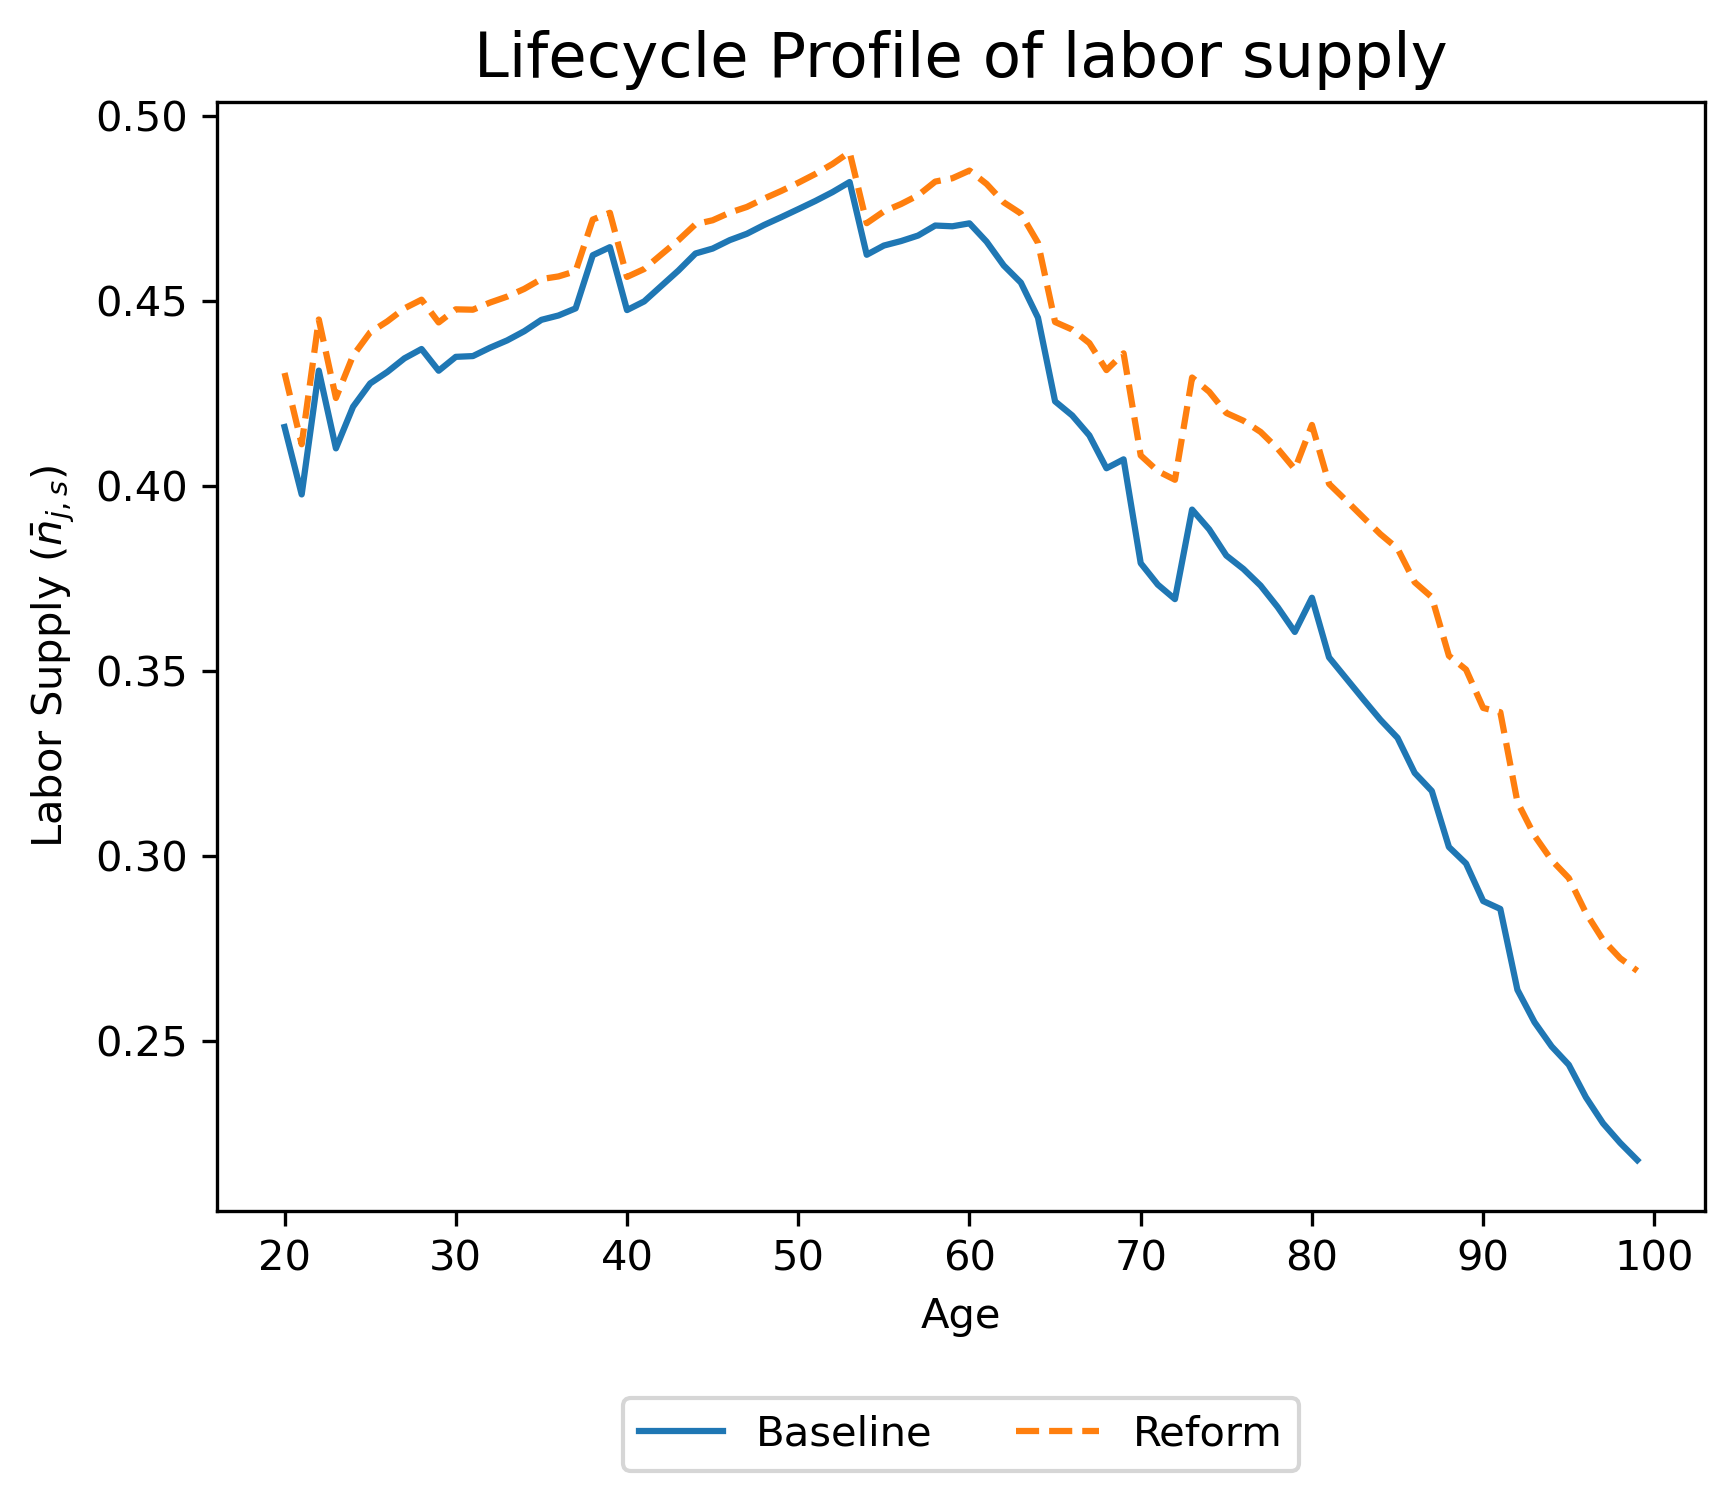 Lifecycle Profile of labor supply
0.50
0.45
0.40
0.35
0.30
0.25
Labor Supply (n̄_{j,s})
20 30 40 50 60 70 80 90 100
Age
Baseline Reform